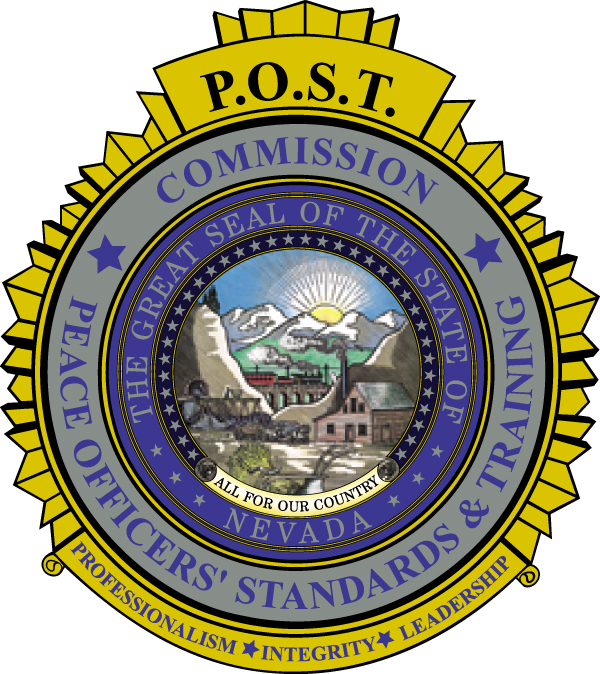 P.O.S.T.
COMMISSION
PEACE OFFICERS' STANDARDS & TRAINING
THE GREAT SEAL OF THE STATE OF
NEVADA
ALL FOR OUR COUNTRY
PROFESSIONALISM ★ INTEGRITY ★ LEADERSHIP